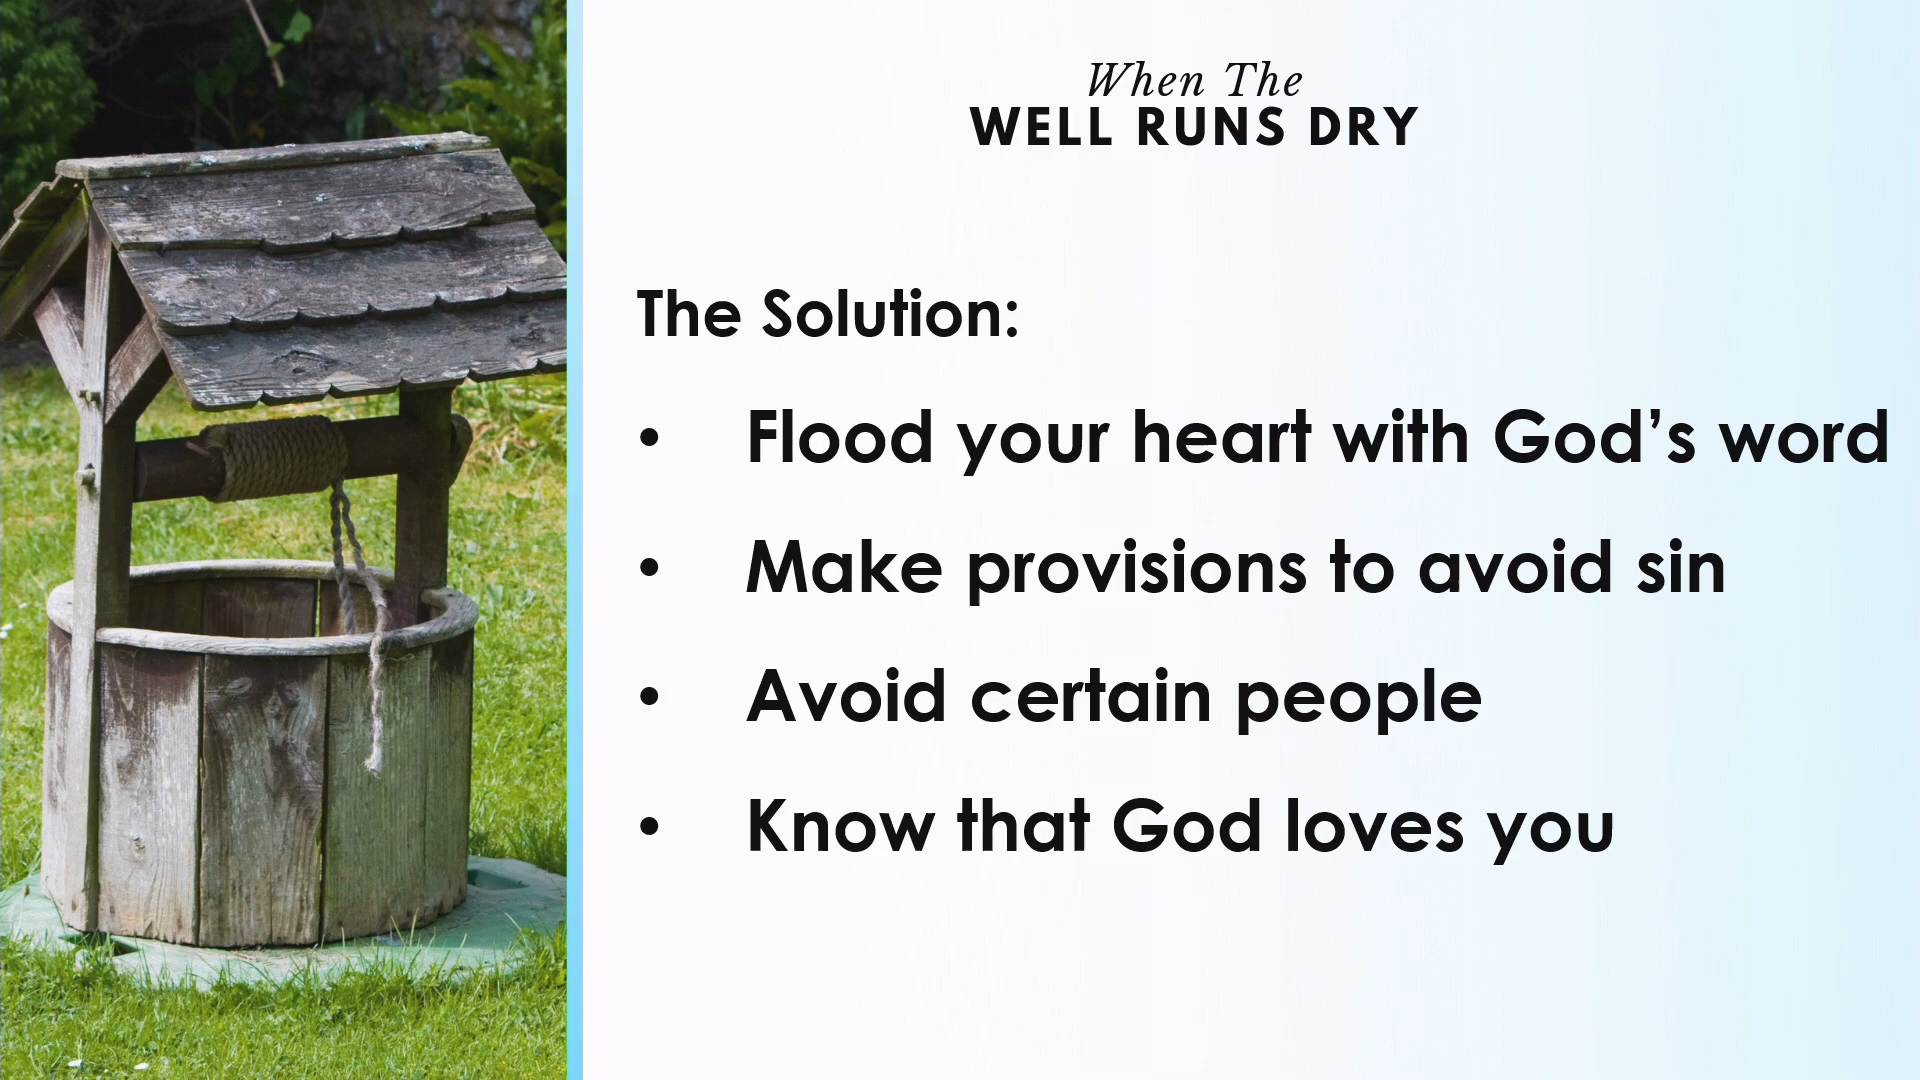 When The
WELL RUNS DRY
The Solution:
• Flood your heart with God’s word
• Make provisions to avoid sin
• Avoid certain people
• Know that God loves you